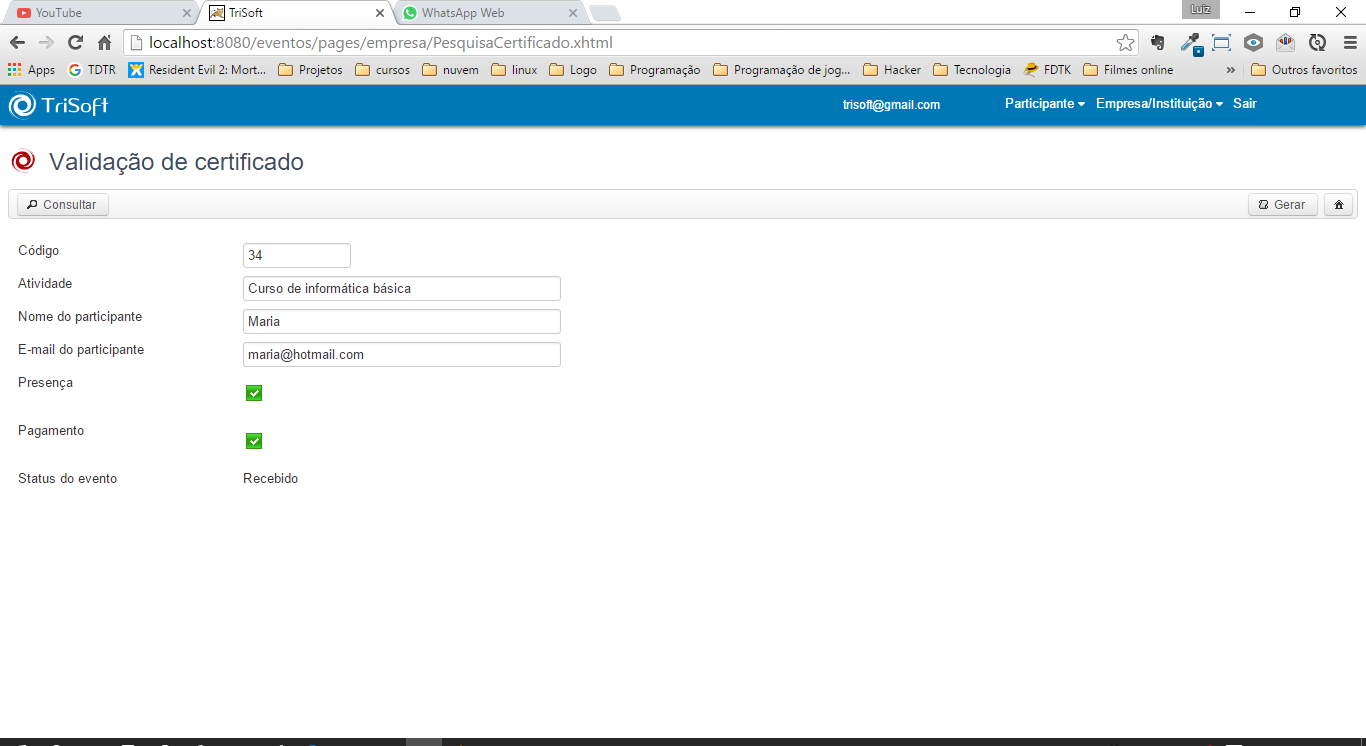 YouTube
TriSoft
WhatsApp Web
Luiz
localhost:8080/eventos/pages/empresa/PesquisaCertificado.xhtml
Apps TDTR Resident Evil 2: Mort... Projetos cursos nuvem linux Logo Programação Programação de jog... Hacker Tecnologia FDTK Filmes online » Outros favoritos
TriSoft
trisoft@gmail.com
Participante Empresa/Instituição Sair
Validação de certificado
Consultar
Gerar
Código
34
Atividade
Curso de informática básica
Nome do participante
Maria
E-mail do participante
maria@hotmail.com
Presença
Pagamento
Status do evento
Recebido